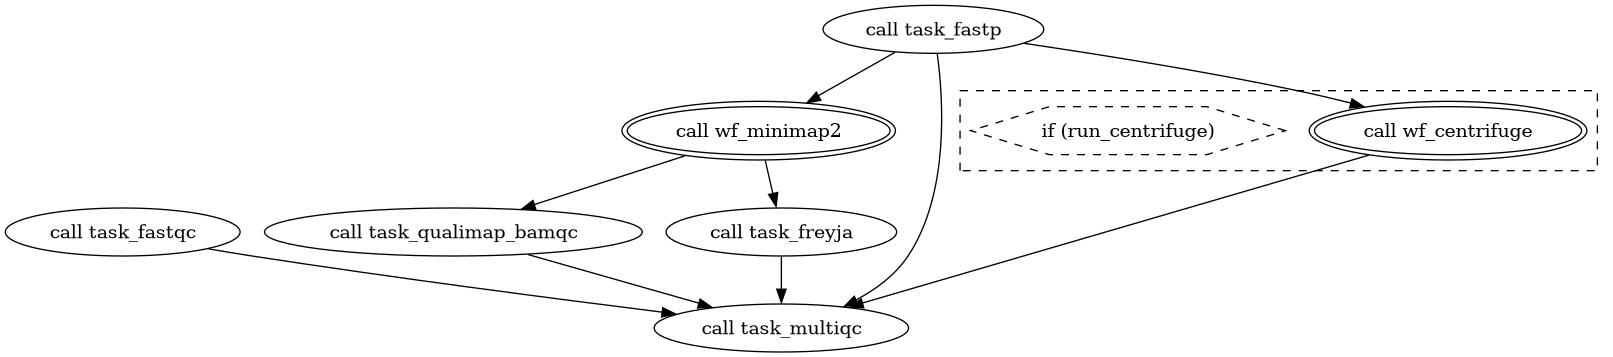 call task_fastp
call wf_minimap2
if (run_centrifuge)
call wf_centrifuge
call task_fastqc
call task_qualimap_bamqc
call task_freyja
call task_multiqc